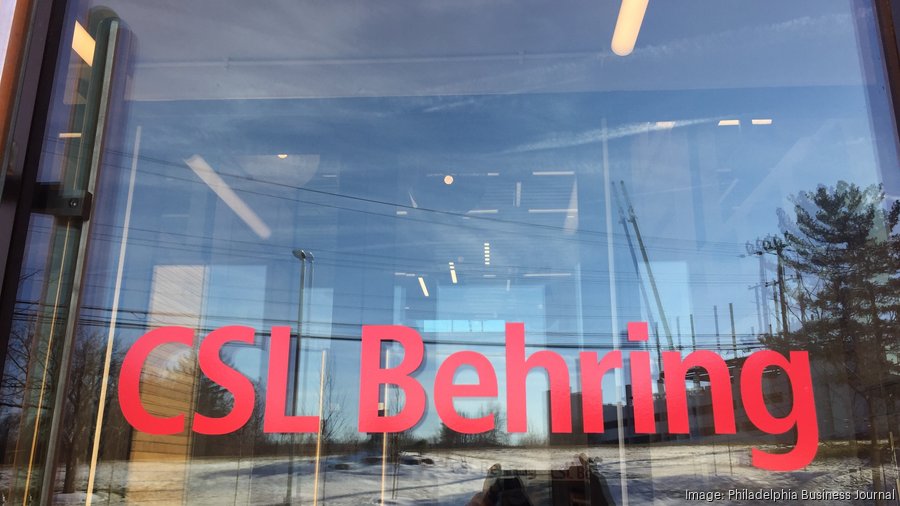 CSL Behring
Image: Philadelphia Business Journal